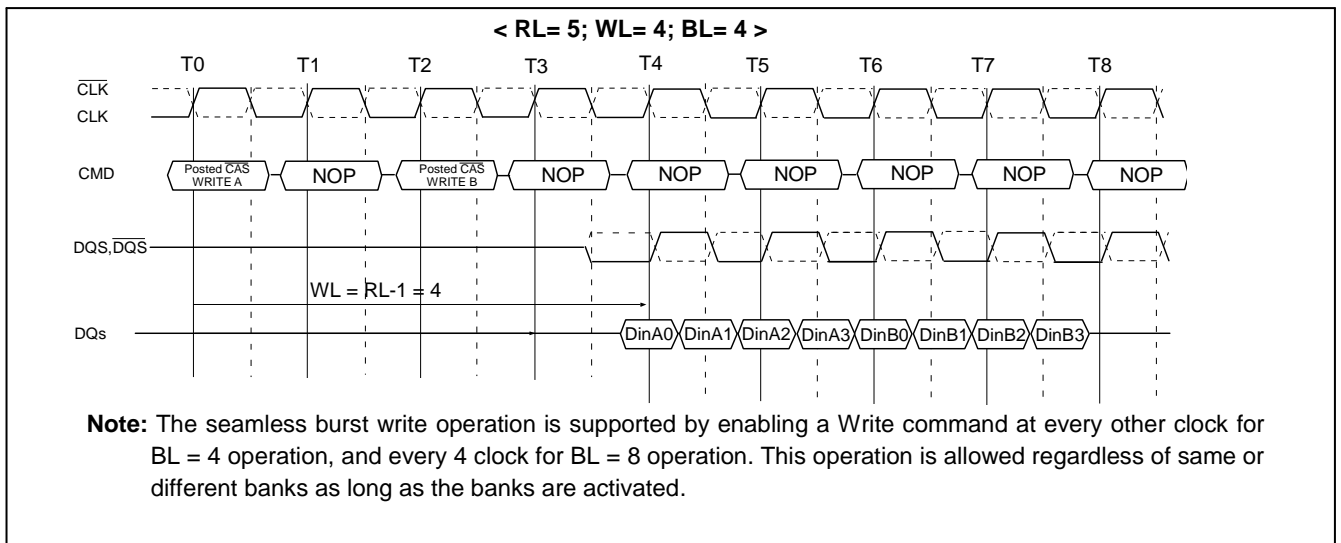 < RL= 5; WL= 4; BL= 4 >
T0 T1 T2 T3 T4 T5 T6 T7 T8
CLK
CLK
CMD
Posted CAS
WRITE A
NOP
Posted CAS
WRITE B
NOP NOP NOP NOP NOP NOP
DQS,DQS
WL = RL-1 = 4
DQs
DinA0 DinA1 DinA2 DinA3 DinB0 DinB1 DinB2 DinB3
Note: The seamless burst write operation is supported by enabling a Write command at every other clock for
BL = 4 operation, and every 4 clock for BL = 8 operation. This operation is allowed regardless of same or
different banks as long as the banks are activated.